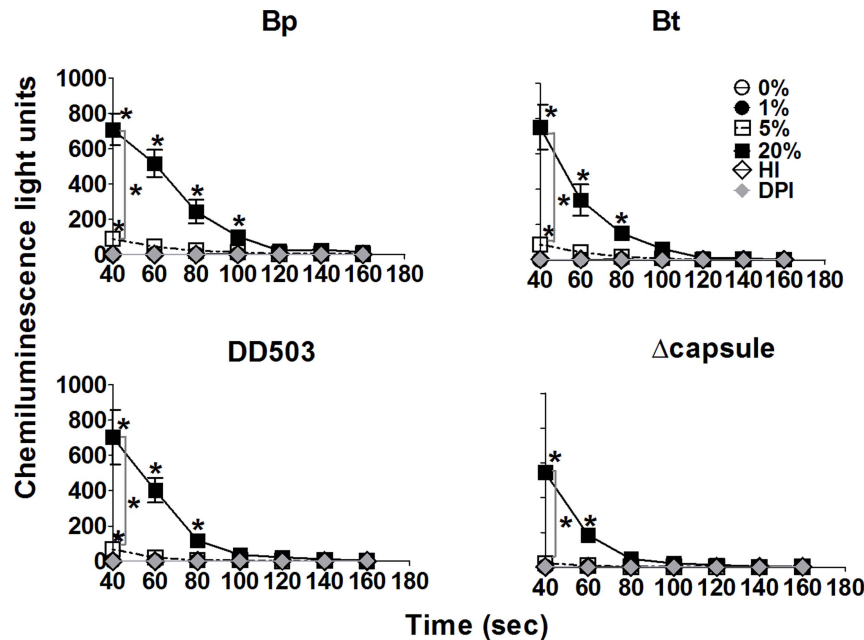 Bp
Bt
Chemiluminescence light units
1000
800
600
400
200
0
40 60 80 100 120 140 160 180
40 60 80 100 120 140 160 180
* * * * * *
* * * * *
0%
1%
5%
20%
HI
DPI
DD503
Δcapsule
1000
800
600
400
200
0
40 60 80 100 120 140 160 180
40 60 80 100 120 140 160 180
* * * * *
* * *
Time (sec)